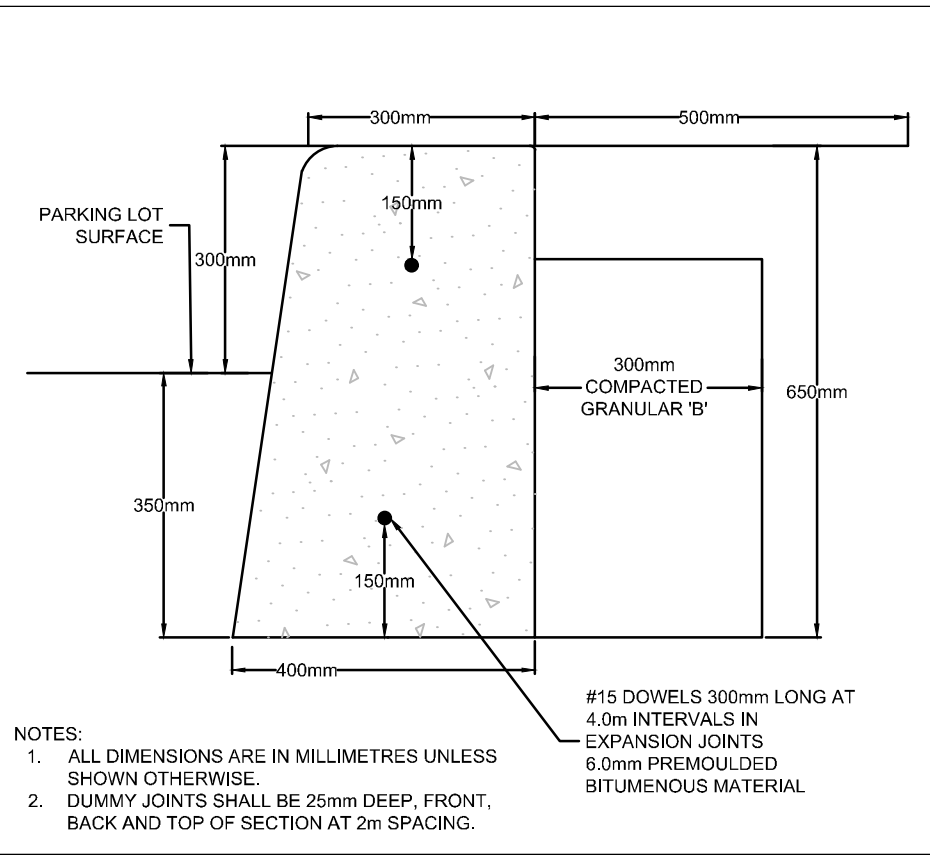 300mm
500mm
150mm
PARKING LOT
SURFACE
300mm
300mm
COMPACTED
GRANULAR 'B'
650mm
350mm
150mm
400mm
#15 DOWELS 300mm LONG AT
4.0m INTERVALS IN
EXPANSION JOINTS
6.0mm PREMOULDED
BITUMENOUS MATERIAL
NOTES:
1. ALL DIMENSIONS ARE IN MILLIMETRES UNLESS
SHOWN OTHERWISE.
2. DUMMY JOINTS SHALL BE 25mm DEEP, FRONT,
BACK AND TOP OF SECTION AT 2m SPACING.